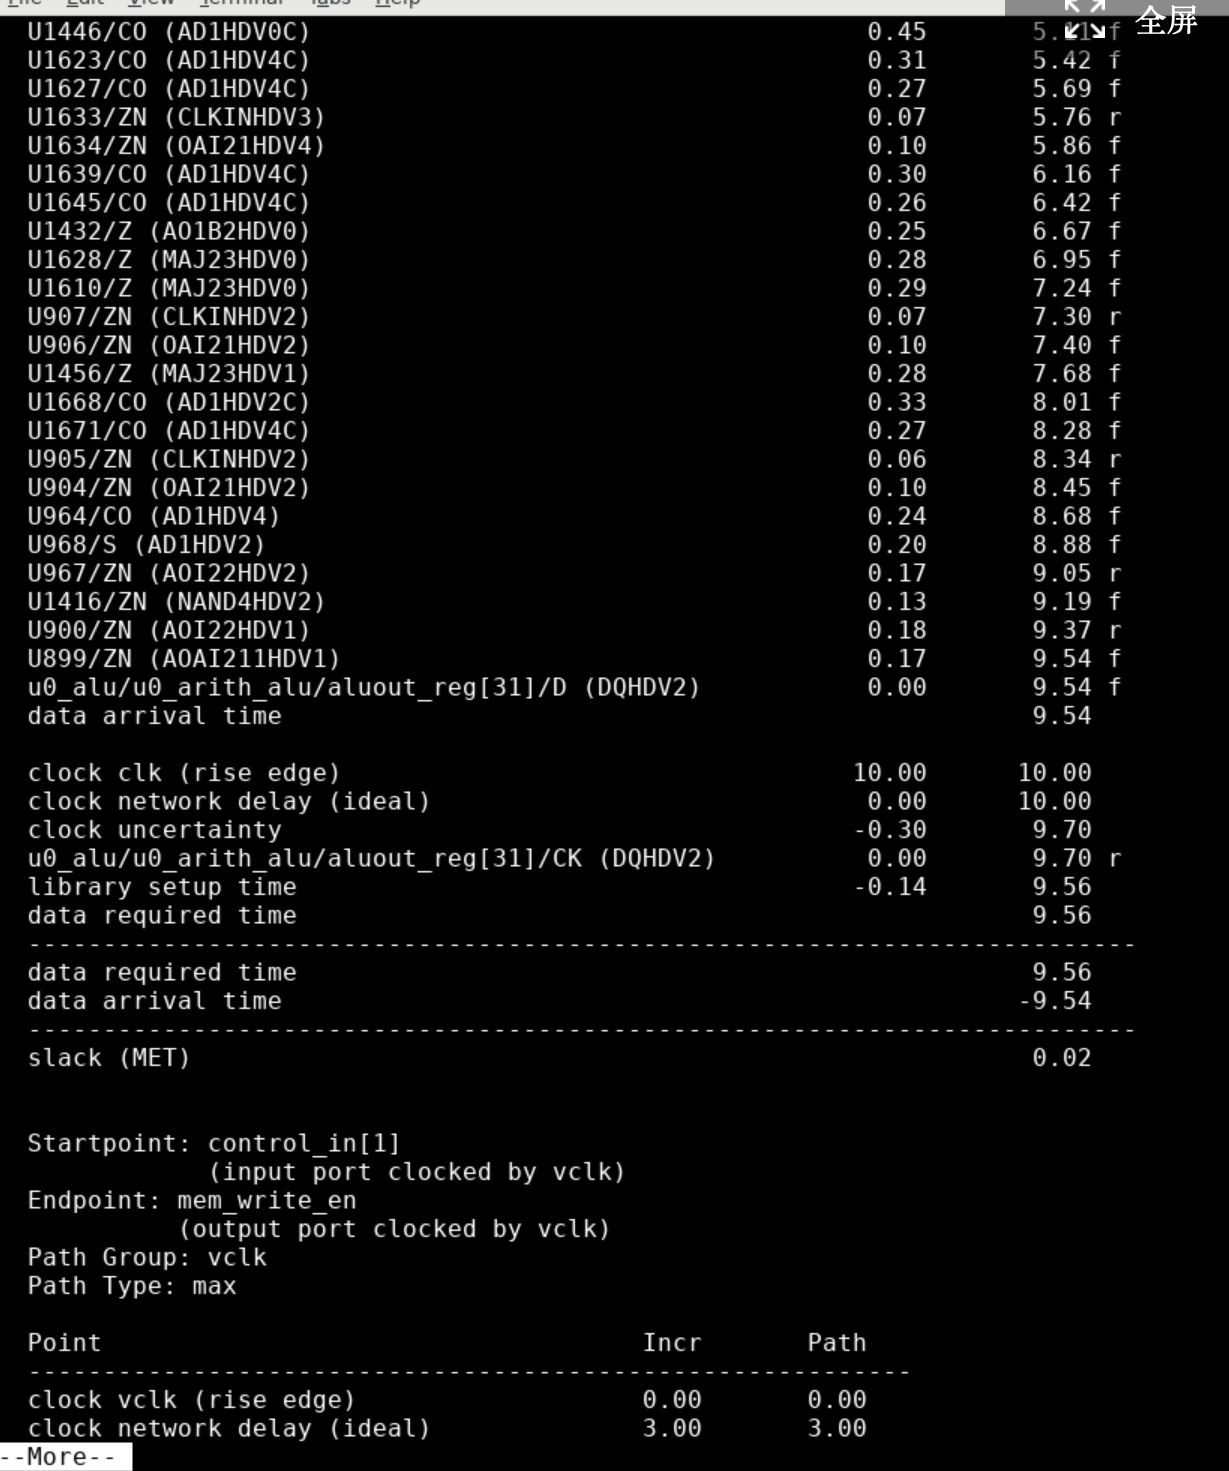 File Edit View Terminal Tabs Help
全屏
U1446/CO (AD1HDV0C) 0.45 5.11 f
U1623/CO (AD1HDV4C) 0.31 5.42 f
U1627/CO (AD1HDV4C) 0.27 5.69 f
U1633/ZN (CLKINHDV3) 0.07 5.76 r
U1634/ZN (OAI21HDV4) 0.10 5.86 f
U1639/CO (AD1HDV4C) 0.30 6.16 f
U1645/CO (AD1HDV4C) 0.26 6.42 f
U1432/Z (AO1B2HDV0) 0.25 6.67 f
U1628/Z (MAJ23HDV0) 0.28 6.95 f
U1610/Z (MAJ23HDV0) 0.29 7.24 f
U907/ZN (CLKINHDV2) 0.07 7.30 r
U906/ZN (OAI21HDV2) 0.10 7.40 f
U1456/Z (MAJ23HDV1) 0.28 7.68 f
U1668/CO (AD1HDV2C) 0.33 8.01 f
U1671/CO (AD1HDV4C) 0.27 8.28 f
U905/ZN (CLKINHDV2) 0.06 8.34 r
U904/ZN (OAI21HDV2) 0.10 8.45 f
U964/CO (AD1HDV4) 0.24 8.68 f
U968/S (AD1HDV2) 0.20 8.88 f
U967/ZN (AOI22HDV2) 0.17 9.05 r
U1416/ZN (NAND4HDV2) 0.13 9.19 f
U900/ZN (AOI22HDV1) 0.18 9.37 r
U899/ZN (AOAI211HDV1) 0.17 9.54 f
u0_alu/u0_arith_alu/aluout_reg[31]/D (DQHDV2) 0.00 9.54 f
data arrival time 9.54
clock clk (rise edge) 10.00 10.00
clock network delay (ideal) 0.00 10.00
clock uncertainty -0.30 9.70
u0_alu/u0_arith_alu/aluout_reg[31]/CK (DQHDV2) 0.00 9.70 r
library setup time -0.14 9.56
data required time 9.56
--------------------------------------------------------------------------
data required time 9.56
data arrival time -9.54
--------------------------------------------------------------------------
slack (MET) 0.02
Startpoint: control_in[1]
(input port clocked by vclk)
Endpoint: mem_write_en
(output port clocked by vclk)
Path Group: vclk
Path Type: max
Point Incr Path
-----------------------------------------------------------
clock vclk (rise edge) 0.00 0.00
clock network delay (ideal) 3.00 3.00
--More--